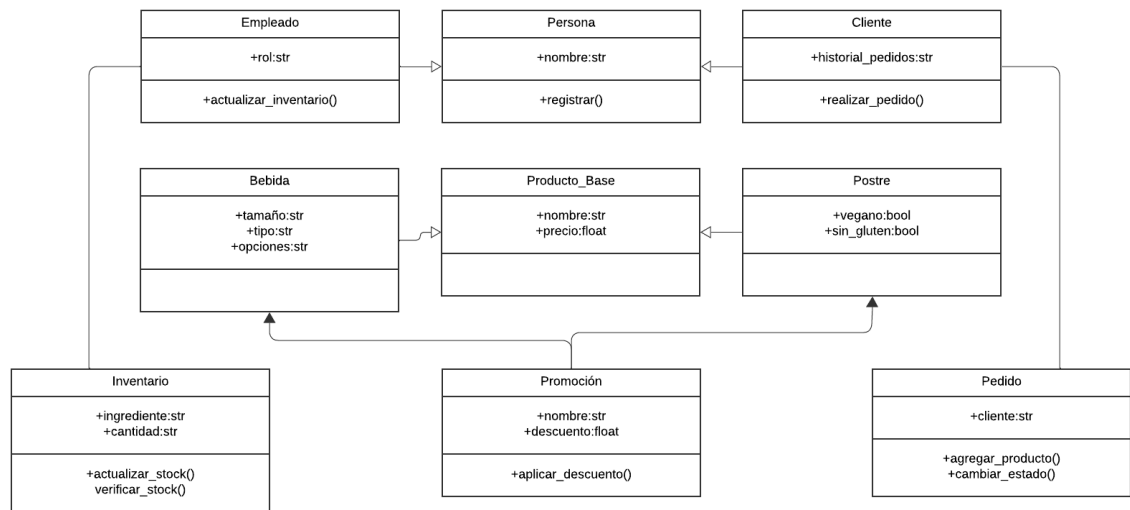 Empleado
+rol:str
+actualizar_inventario()
Persona
+nombre:str
+registrar()
Cliente
+historial_pedidos:str
+realizar_pedido()
Bebida
+tamaño:str
+tipo:str
+opciones:str
Producto_Base
+nombre:str
+precio:float
Postre
+vegano:bool
+sin_gluten:bool
Inventario
+ingrediente:str
+cantidad:str
+actualizar_stock()
verificar_stock()
Promoción
+nombre:str
+descuento:float
+aplicar_descuento()
Pedido
+cliente:str
+agregar_producto()
+cambiar_estado()